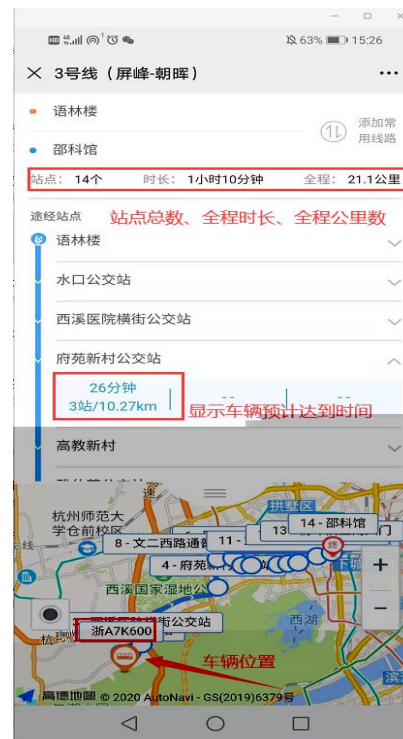 63% 15:26
3号线（屏峰-朝晖）
语林楼
邵科馆
添加常
用线路
站点: 14个 时长: 1小时10分钟 全程: 21.1公里
途经站点
站点总数、全程时长、全程公里数
起 语林楼
水口公交站
西溪医院横街公交站
府苑新村公交站
26分钟
3站/10.27km
--
--
显示车辆预计达到时间
高教新村
杭州师范大
学仓前校区
速
拱墅区
14 - 邵科馆
13
门
8 - 文二西路通
11 -
终
4 - 府苑
下城
西溪国家湿地公
+
−
街公交站
西湖
浙A7K600
车辆位置
高德地图 © 2020 AutoNavi - GS(2019)6379号
滨